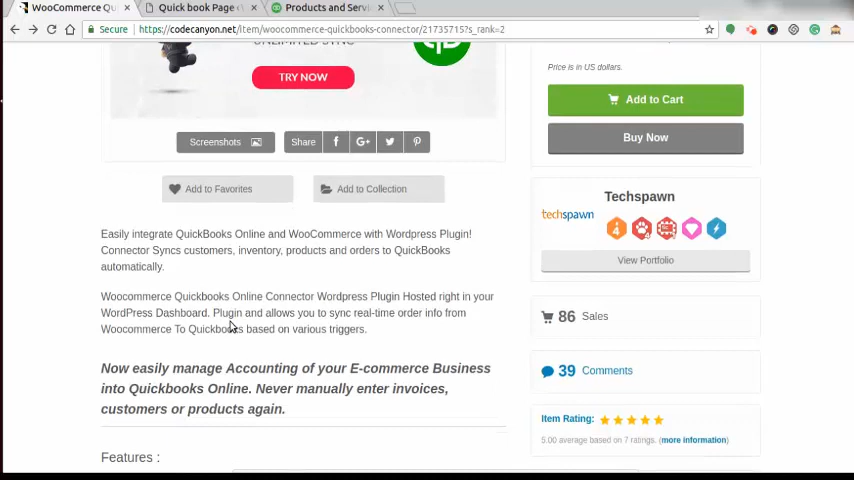 WooCommerce Qu
Quick book Page
Products and Serv
Secure
https://codecanyon.net/item/woocommerce-quickbooks-connector/21735715?s_rank=2
UNLIMITED SYNC
TRY NOW
qb
Screenshots
Share
Add to Favorites
Add to Collection
Easily integrate QuickBooks Online and WooCommerce with Wordpress Plugin!
Connector Syncs customers, inventory, products and orders to QuickBooks
automatically.
Woocommerce Quickbooks Online Connector Wordpress Plugin Hosted right in your
WordPress Dashboard. Plugin and allows you to sync real-time order info from
Woocommerce To Quickbooks based on various triggers.
Now easily manage Accounting of your E-commerce Business
into Quickbooks Online. Never manually enter invoices,
customers or products again.
Features :
Price is in US dollars.
Add to Cart
Buy Now
Techspawn
techspawn
4
View Portfolio
86 Sales
39 Comments
Item Rating:
5.00 average based on 7 ratings. (more information)